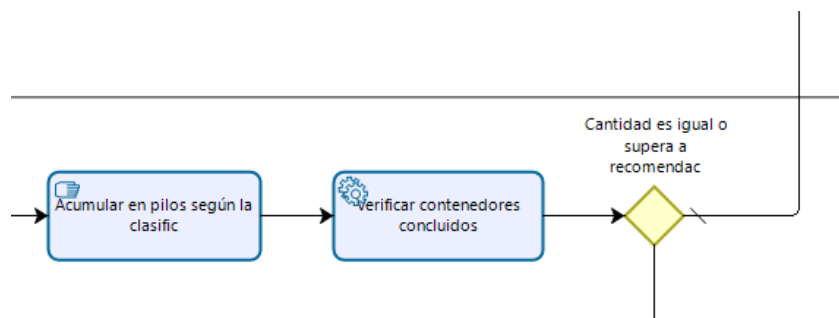 Cantidad es igual o
supera a
recomendac
Acumular en pilos según la
clasific
Verificar contenedores
concluidos